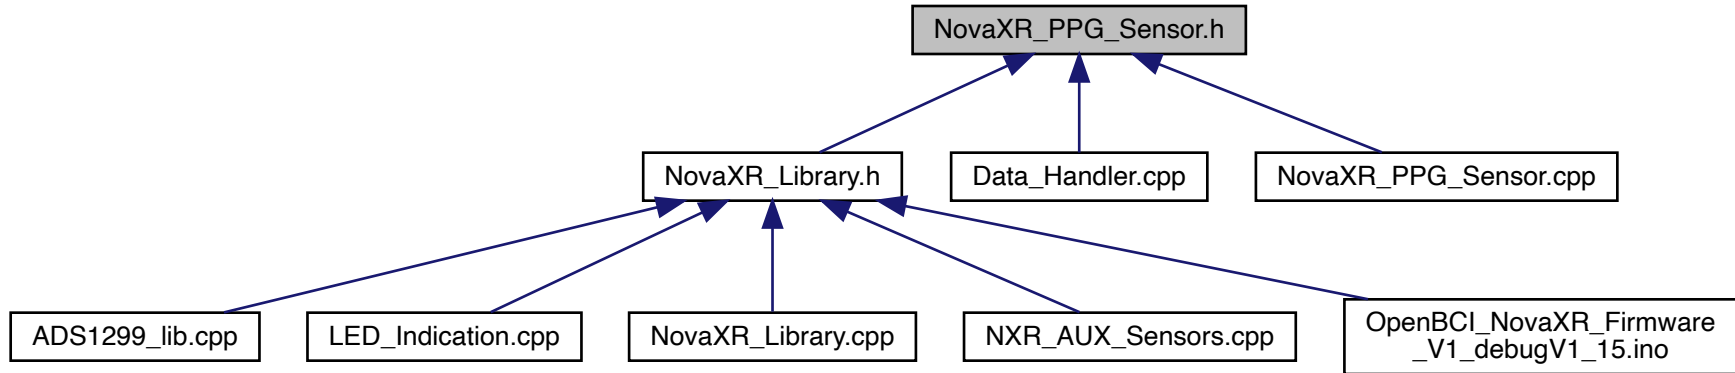 NovaXR_PPG_Sensor.h
NovaXR_Library.h
Data_Handler.cpp
NovaXR_PPG_Sensor.cpp
ADS1299_lib.cpp
LED_Indication.cpp
NovaXR_Library.cpp
NXR_AUX_Sensors.cpp
OpenBCI_NovaXR_Firmware
_V1_debugV1_15.ino